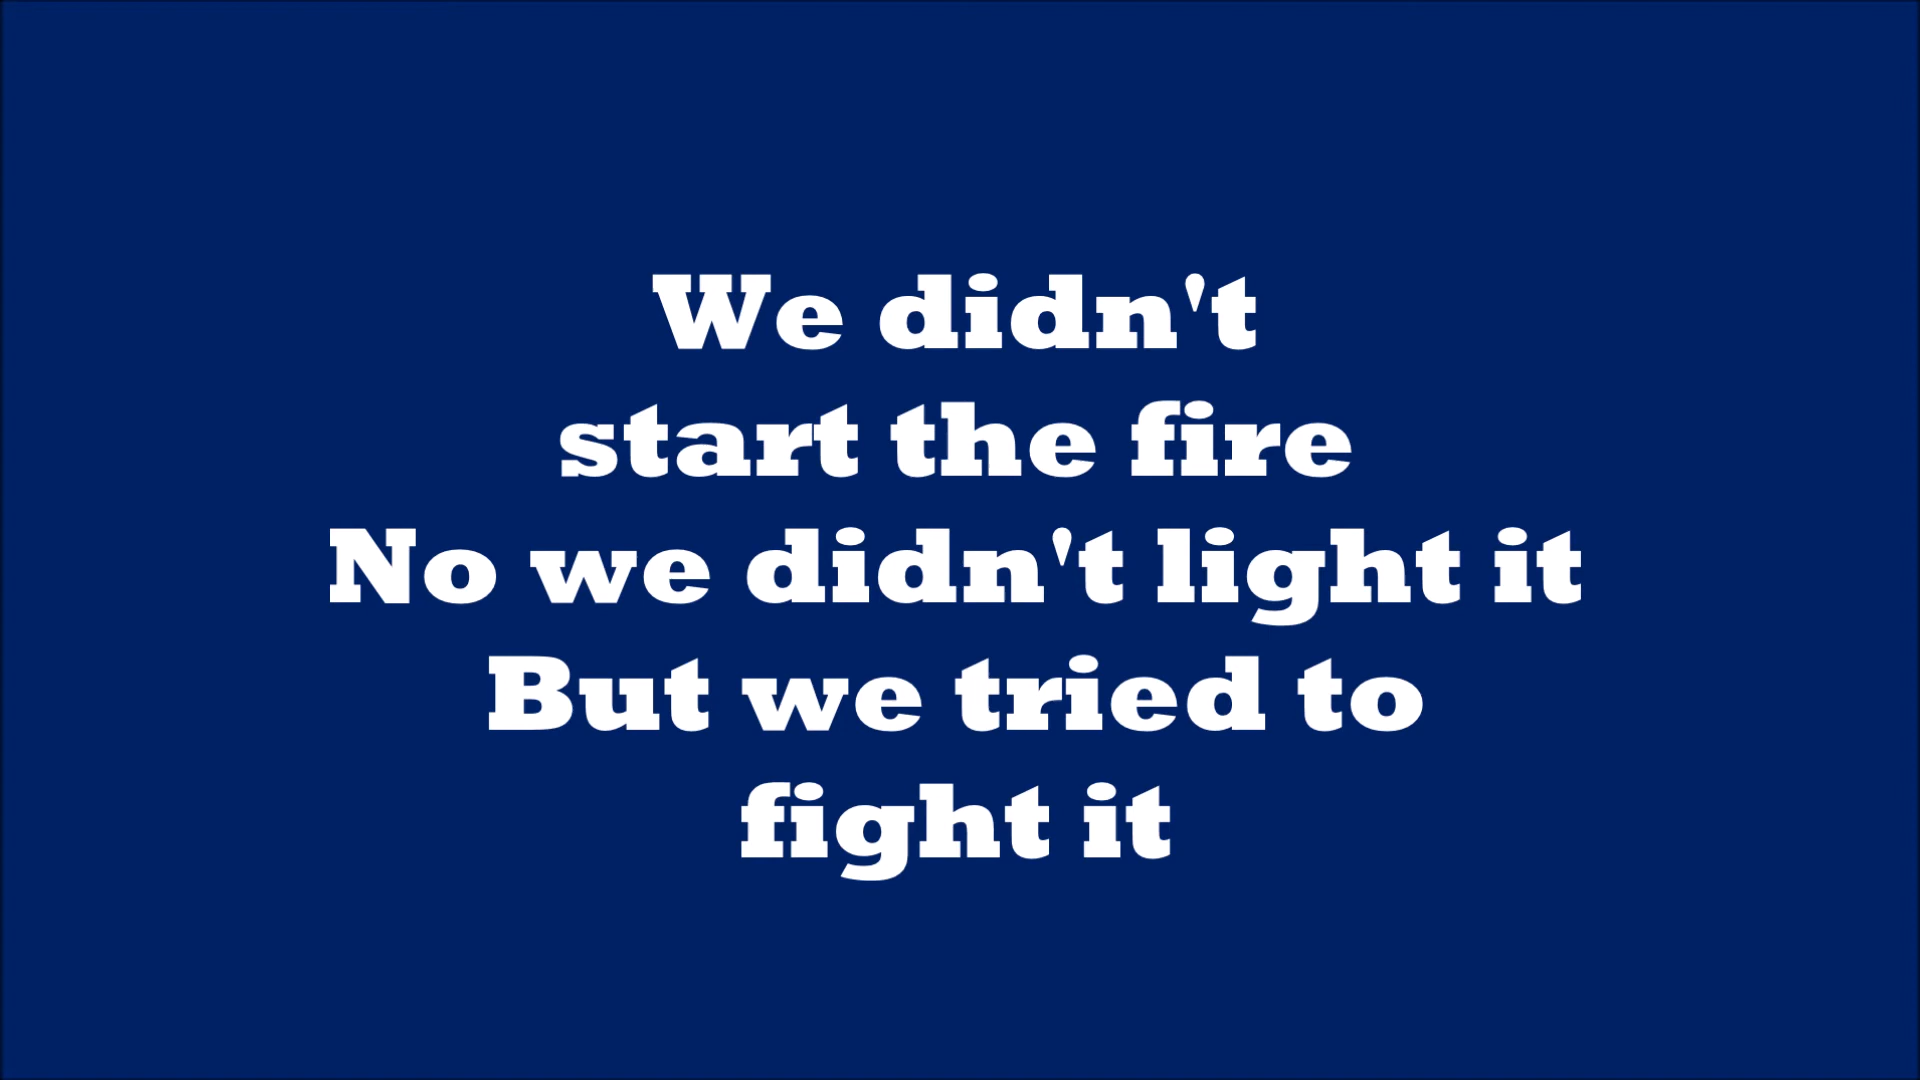 We didn't
start the fire
No we didn't light it
But we tried to
fight it